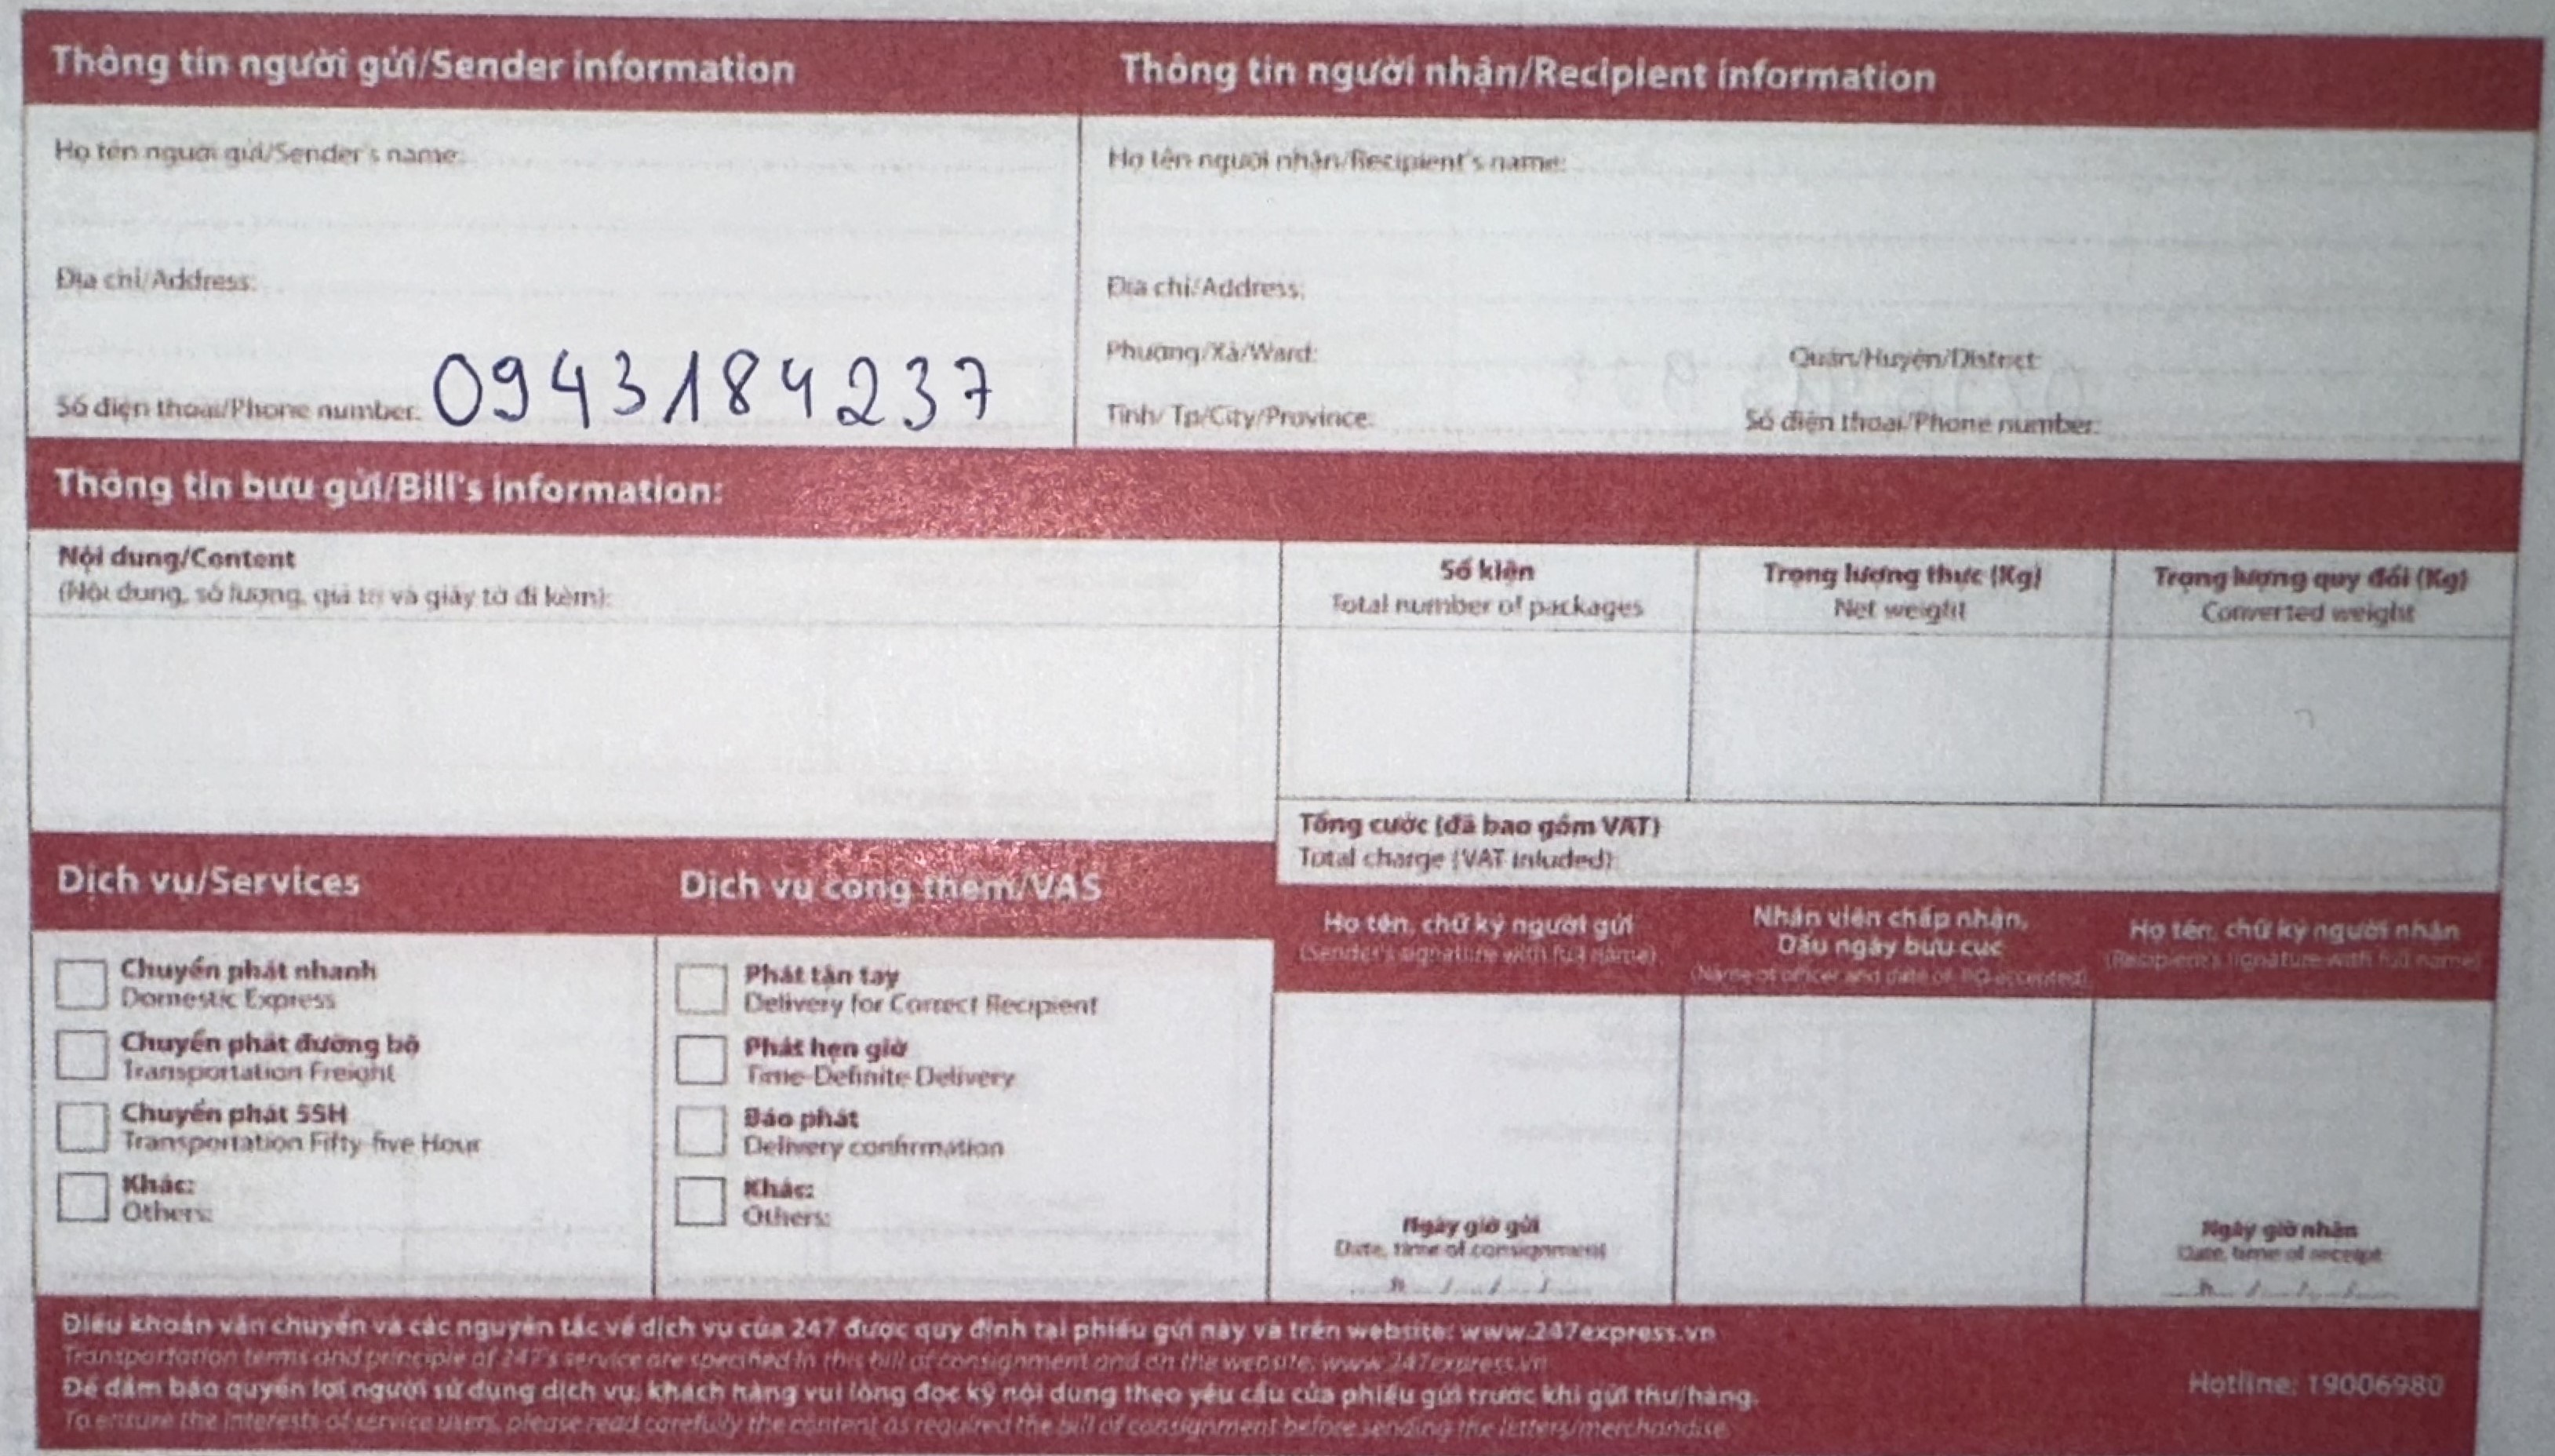 Thông tin người gửi/Sender information
Thông tin người nhận/Recipient information
Họ tên người gửi/Sender's name:
Họ tên người nhận/Recipient's name:
Địa chỉ/Address:
Địa chỉ/Address:
Phường/Xã/Ward:
Quận/Huyện/District:
Số điện thoại/Phone number: 0943184237
Tỉnh/ Tp/City/Province:
Số điện thoại/Phone number:
Thông tin bưu gửi/Bill's information:
Nội dung/Content
(Nội dung, số lượng, giá trị và giấy tờ đi kèm):
Số kiện
Total number of packages
Trọng lượng thực (Kg)
Net weight
Trọng lượng quy đổi (Kg)
Converted weight
Tổng cước (đã bao gồm VAT)
Total charge (VAT inluded):
Dịch vụ/Services
Dịch vụ cộng thêm/VAS
Chuyển phát nhanh
Domestic Express
Chuyển phát đường bộ
Transportation Freight
Chuyển phát 55H
Transportation Fifty-five Hour
Khác:
Others:
Phát tận tay
Delivery for Correct Recipient
Phát hẹn giờ
Time-Definite Delivery
Báo phát
Delivery confirmation
Khác:
Others:
Họ tên, chữ ký người gửi
(Sender's signature with full name)
Ngày giờ gửi
Date, time of consignment
Nhân viên chấp nhận,
Dấu ngày bưu cục
(Name of officer and date of PO accepted)
Họ tên, chữ ký người nhận
(Recipient's signature with full name)
Ngày giờ nhận
Date, time of receipt
Điều khoản vận chuyển và các nguyên tắc về dịch vụ của 247 được quy định tại phiếu gửi này và trên website: www.247express.vn
Transportation terms and principle of 247's service are specified in this bill of consignment and on the website: www.247express.vn
Để đảm bảo quyền lợi người sử dụng dịch vụ, khách hàng vui lòng đọc kỹ nội dung theo yêu cầu của phiếu gửi trước khi gửi thư/hàng.
To ensure the interests of service users, please read carefully the content as required the bill of consignment before sending the letters/merchandise
Hotline: 19006980